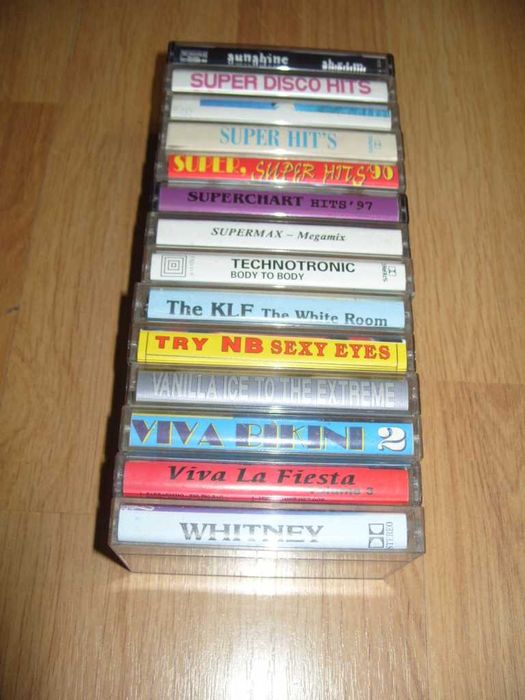 sunshine
SUPER DISCO HITS
SUPER HIT'S
SUPER, SUPER HITS '90
SUPERCHART HITS'97
SUPERMAX – Megamix
TECHNOTRONIC
BODY TO BODY
The KLF The White Room
TRY NB SEXY EYES
VANILLA ICE TO THE EXTREME
VIVA BIKINI 2
Viva La Fiesta
WHITNEY
STEREO